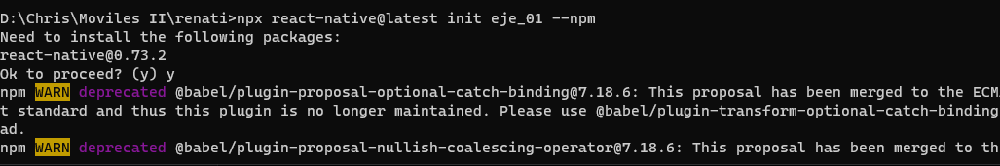 D:\Chris\Moviles II\renati>npx react-native@latest init eje_01 --npm
Need to install the following packages:
react-native@0.73.2
Ok to proceed? (y) y
npm WARN deprecated @babel/plugin-proposal-optional-catch-binding@7.18.6: This proposal has been merged to the ECM
t standard and thus this plugin is no longer maintained. Please use @babel/plugin-transform-optional-catch-binding
ad.
npm WARN deprecated @babel/plugin-proposal-nullish-coalescing-operator@7.18.6: This proposal has been merged to th